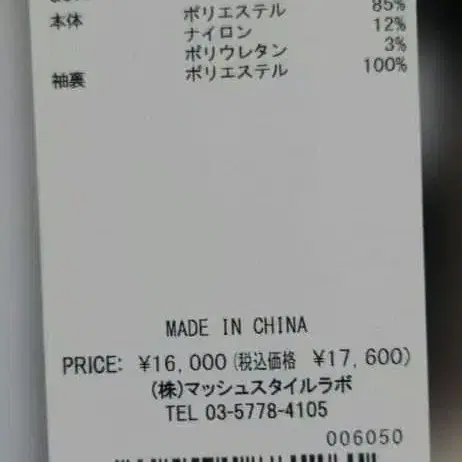 本体 ポリエステル 85%
ナイロン 12%
ポリウレタン 3%
袖裏 ポリエステル 100%
MADE IN CHINA
PRICE: ¥16,000(税込価格 ¥17,600)
(株)マッシュスタイルラボ
TEL 03-5778-4105
006050